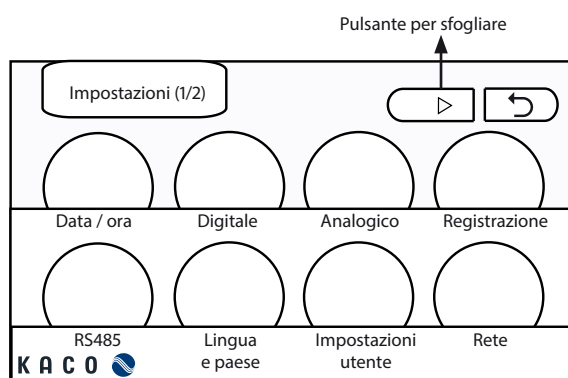 Pulsante per sfogliare
Impostazioni (1/2)
Data / ora
Digitale
Analogico
Registrazione
RS485
Lingua
e paese
Impostazioni
utente
Rete
KACO